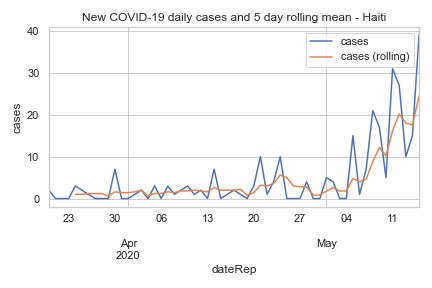 New COVID-19 daily cases and 5 day rolling mean - Haiti
cases
cases (rolling)
cases
40
30
20
10
0
23 30 06 13 20 27 04 11
Apr May
2020
dateRep